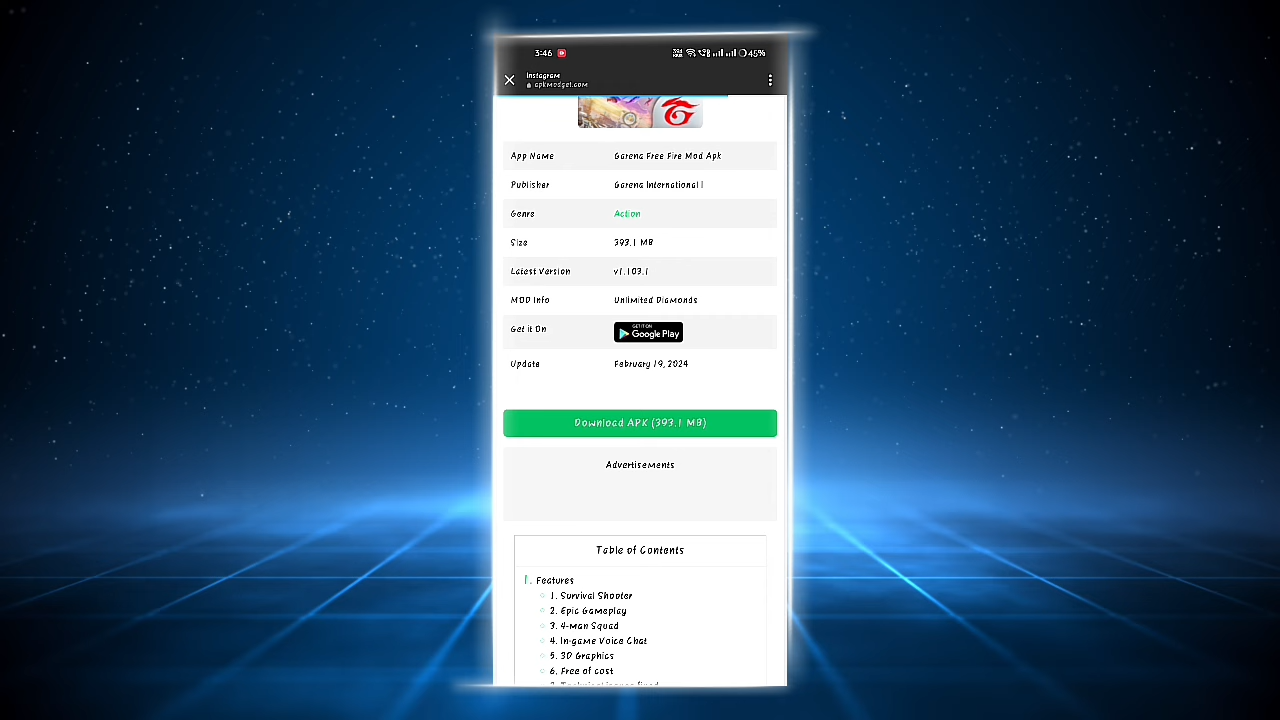 3:46
45%
Instagram
apkmodget.com
App Name Garena Free Fire Mod Apk
Publisher Garena International I
Genre Action
Size 393.1 MB
Latest Version v1.103.1
MOD Info Unlimited Diamonds
Get it On GET IT ON Google Play
Update February 19, 2024
Download APK (393.1 MB)
Advertisements
Table of Contents
1. Features
1. Survival Shooter
2. Epic Gameplay
3. 4-man Squad
4. In-game Voice Chat
5. 3D Graphics
6. Free of cost